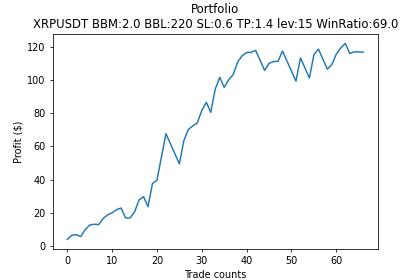 Portfolio
XRPUSDT BBM:2.0 BBL:220 SL:0.6 TP:1.4 lev:15 WinRatio:69.0
120
100
80
60
40
20
0
Profit ($)
0 10 20 30 40 50 60
Trade counts